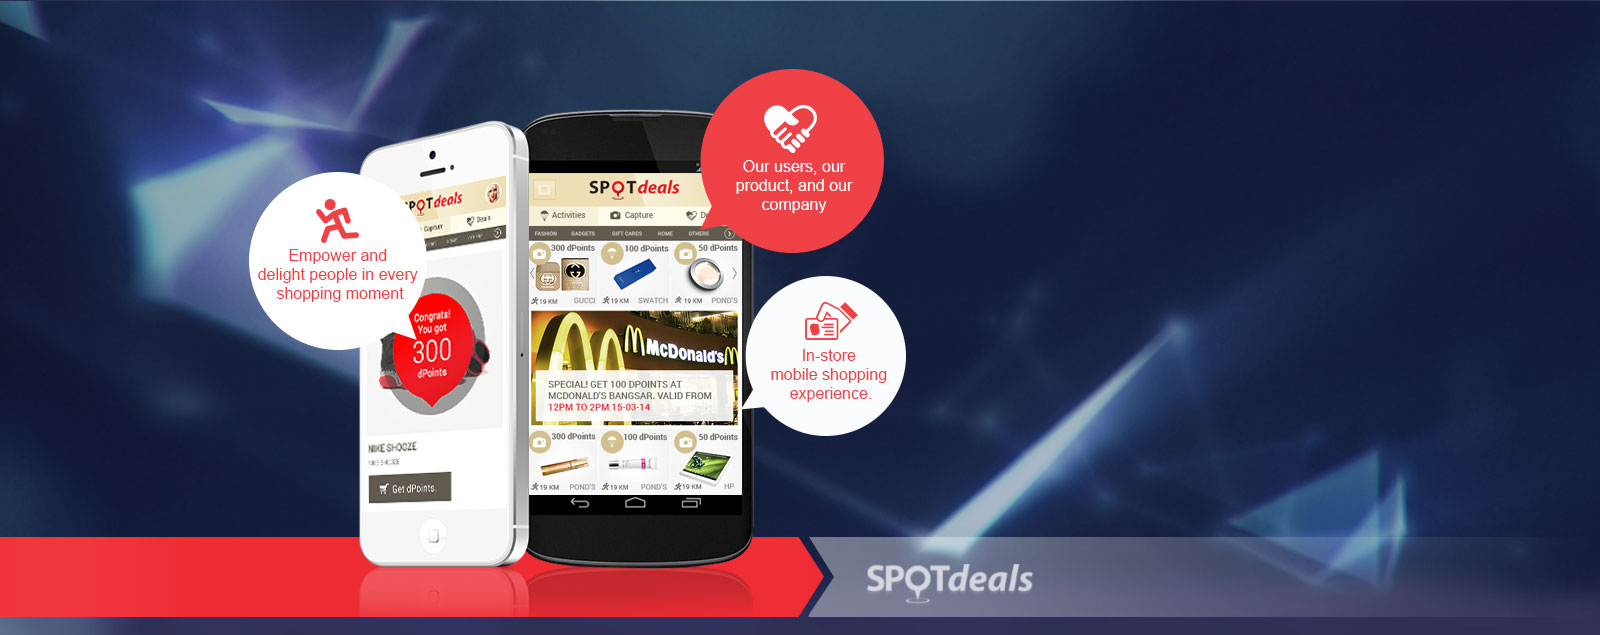 Our users, our
product, and our
company
Empower and
delight people in every
shopping moment
In-store
mobile shopping
experience.
SPOTdeals
Capture
Deals
Congrats!
You got
300
dPoints
NIKE SHOOZE
NIKE SHOOZE
Get dPoints.
SPOTdeals
Activities Capture
FASHION GADGETS GIFT CARDS HOME OTHERS
300 dPoints 100 dPoints 50 dPoints
19 KM GUCCI 19 KM SWATCH 19 KM POND'S
McDonald's
SPECIAL! GET 100 DPOINTS AT
MCDONALD'S BANGSAR. VALID FROM
12PM TO 2PM 15-03-14
300 dPoints 100 dPoints 50 dPoints
19 KM POND'S 19 KM POND'S 19 KM HP
SPOTdeals